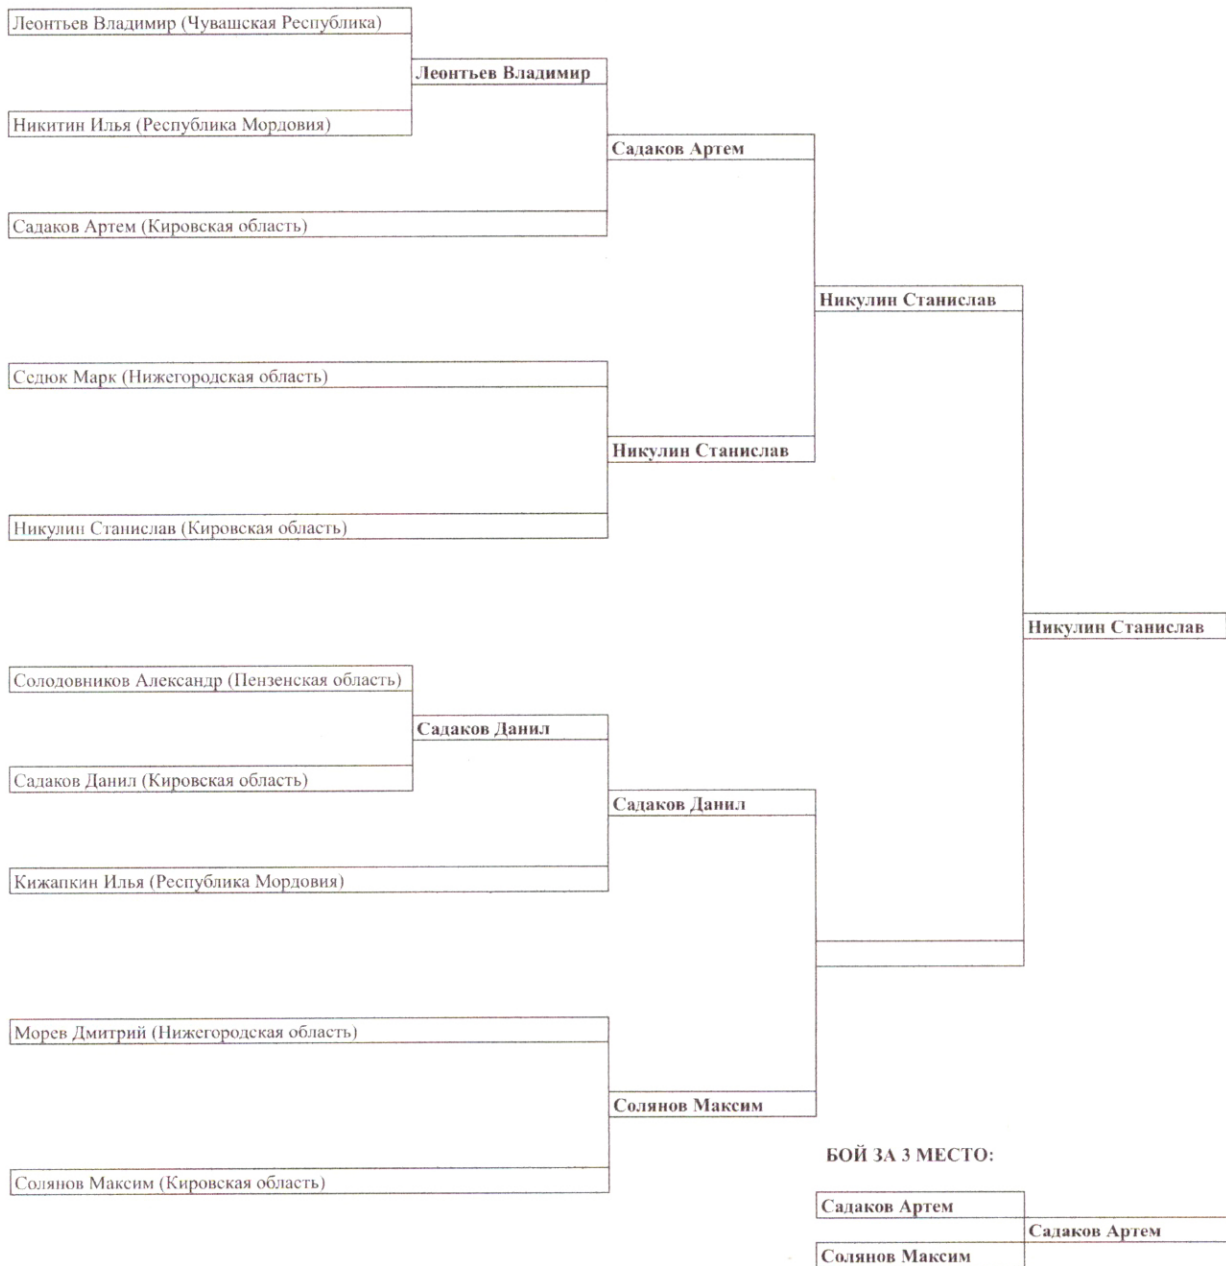 Леонтьев Владимир (Чувашская Республика)
Леонтьев Владимир
Никитин Илья (Республика Мордовия)
Садаков Артем
Садаков Артем (Кировская область)
Никулин Станислав
Седюк Марк (Нижегородская область)
Никулин Станислав
Никулин Станислав (Кировская область)
Никулин Станислав
Солодовников Александр (Пензенская область)
Садаков Данил
Садаков Данил (Кировская область)
Садаков Данил
Кижапкин Илья (Республика Мордовия)
Морев Дмитрий (Нижегородская область)
Солянов Максим
Солянов Максим (Кировская область)
БОЙ ЗА 3 МЕСТО:
Садаков Артем
Садаков Артем
Солянов Максим